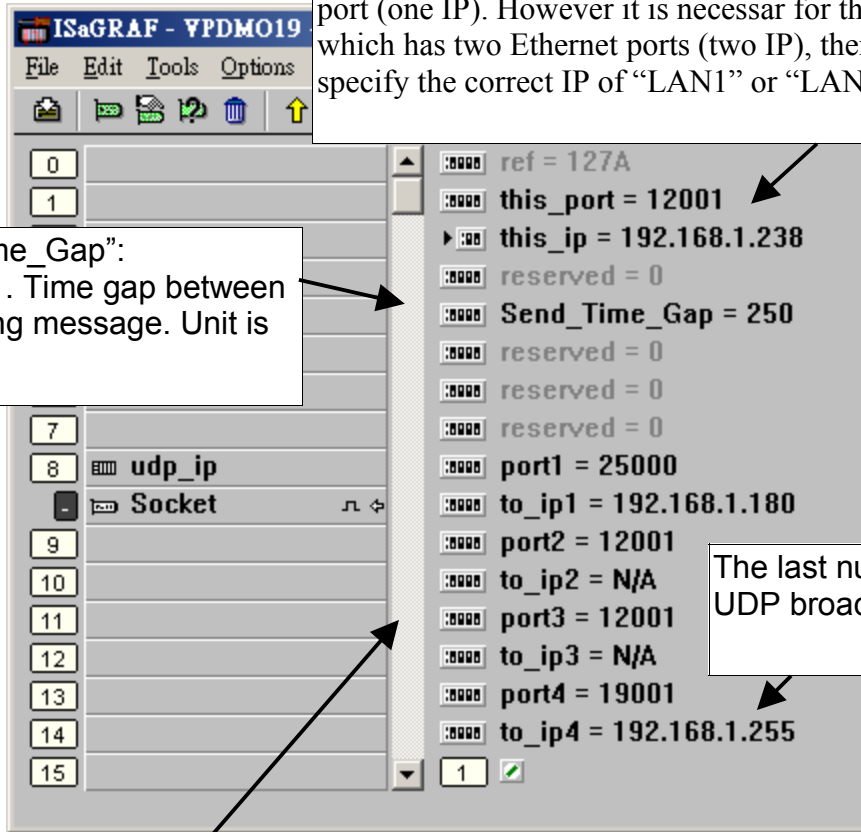 ISaGRAF - VPDMO19 -
File Edit Tools Options
port (one IP). However it is necessar for th
which has two Ethernet ports (two IP), the
specify the correct IP of “LAN1” or “LAN
0
1
me_Gap”:
. Time gap between
ng message. Unit is
7
8 udp_ip
- Socket
9
10
11
12
13
14
15
ref = 127A
this_port = 12001
this_ip = 192.168.1.238
reserved = 0
Send_Time_Gap = 250
reserved = 0
reserved = 0
reserved = 0
port1 = 25000
to_ip1 = 192.168.1.180
port2 = 12001
to_ip2 = N/A
port3 = 12001
to_ip3 = N/A
port4 = 19001
to_ip4 = 192.168.1.255
1
The last nu
UDP broad